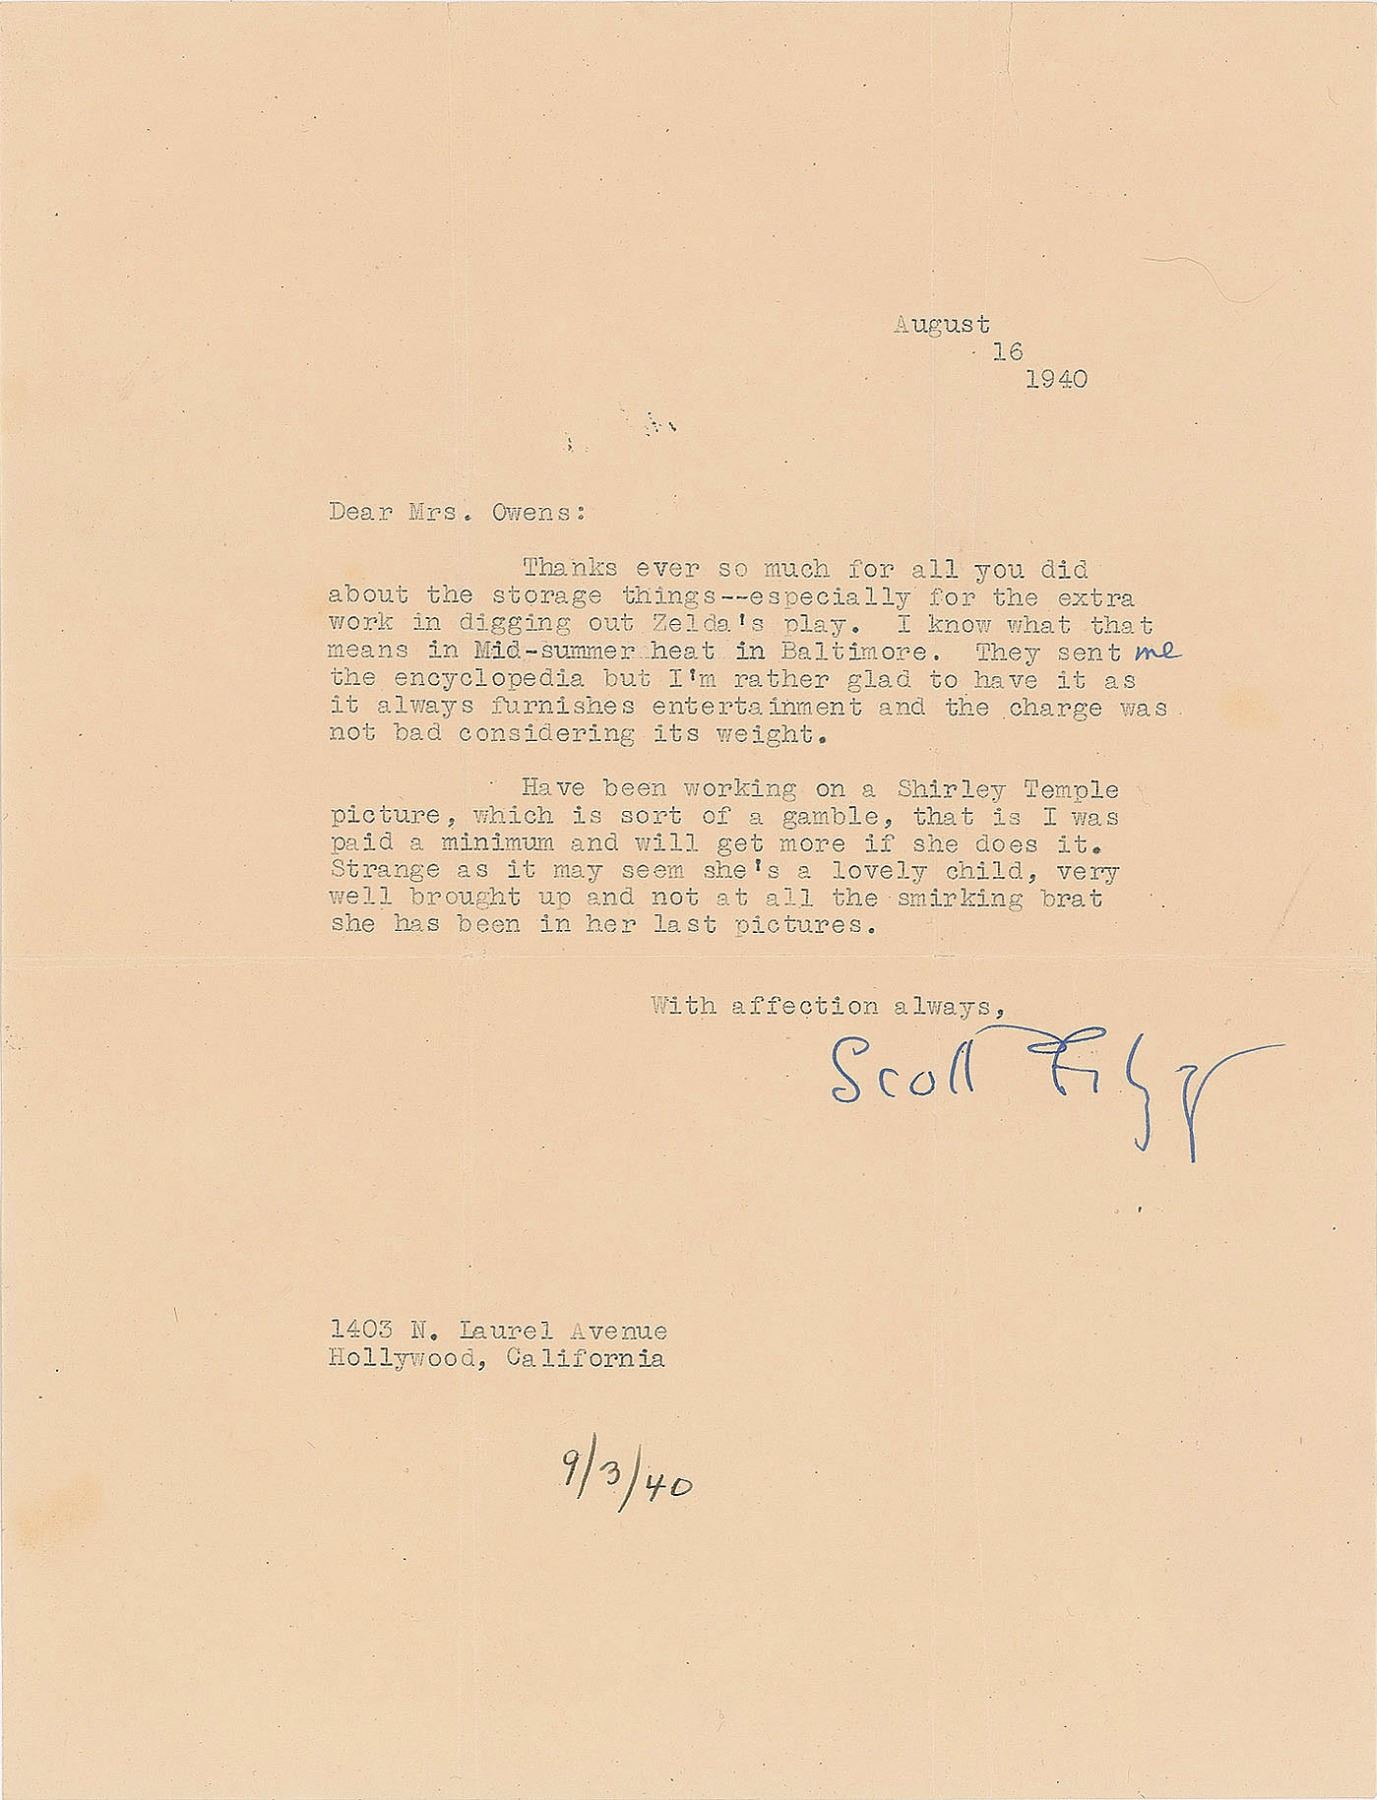 August
16
1940
Dear Mrs. Owens:
Thanks ever so much for all you did
about the storage things--especially for the extra
work in digging out Zelda's play. I know what that
means in Mid-summer heat in Baltimore. They sent me
the encyclopedia but I'm rather glad to have it as
it always furnishes entertainment and the charge was
not bad considering its weight.
Have been working on a Shirley Temple
picture, which is sort of a gamble, that is I was
paid a minimum and will get more if she does it.
Strange as it may seem she's a lovely child, very
well brought up and not at all the smirking brat
she has been in her last pictures.
With affection always,
Scott Fitzg
1403 N. Laurel Avenue
Hollywood, California
9/3/40